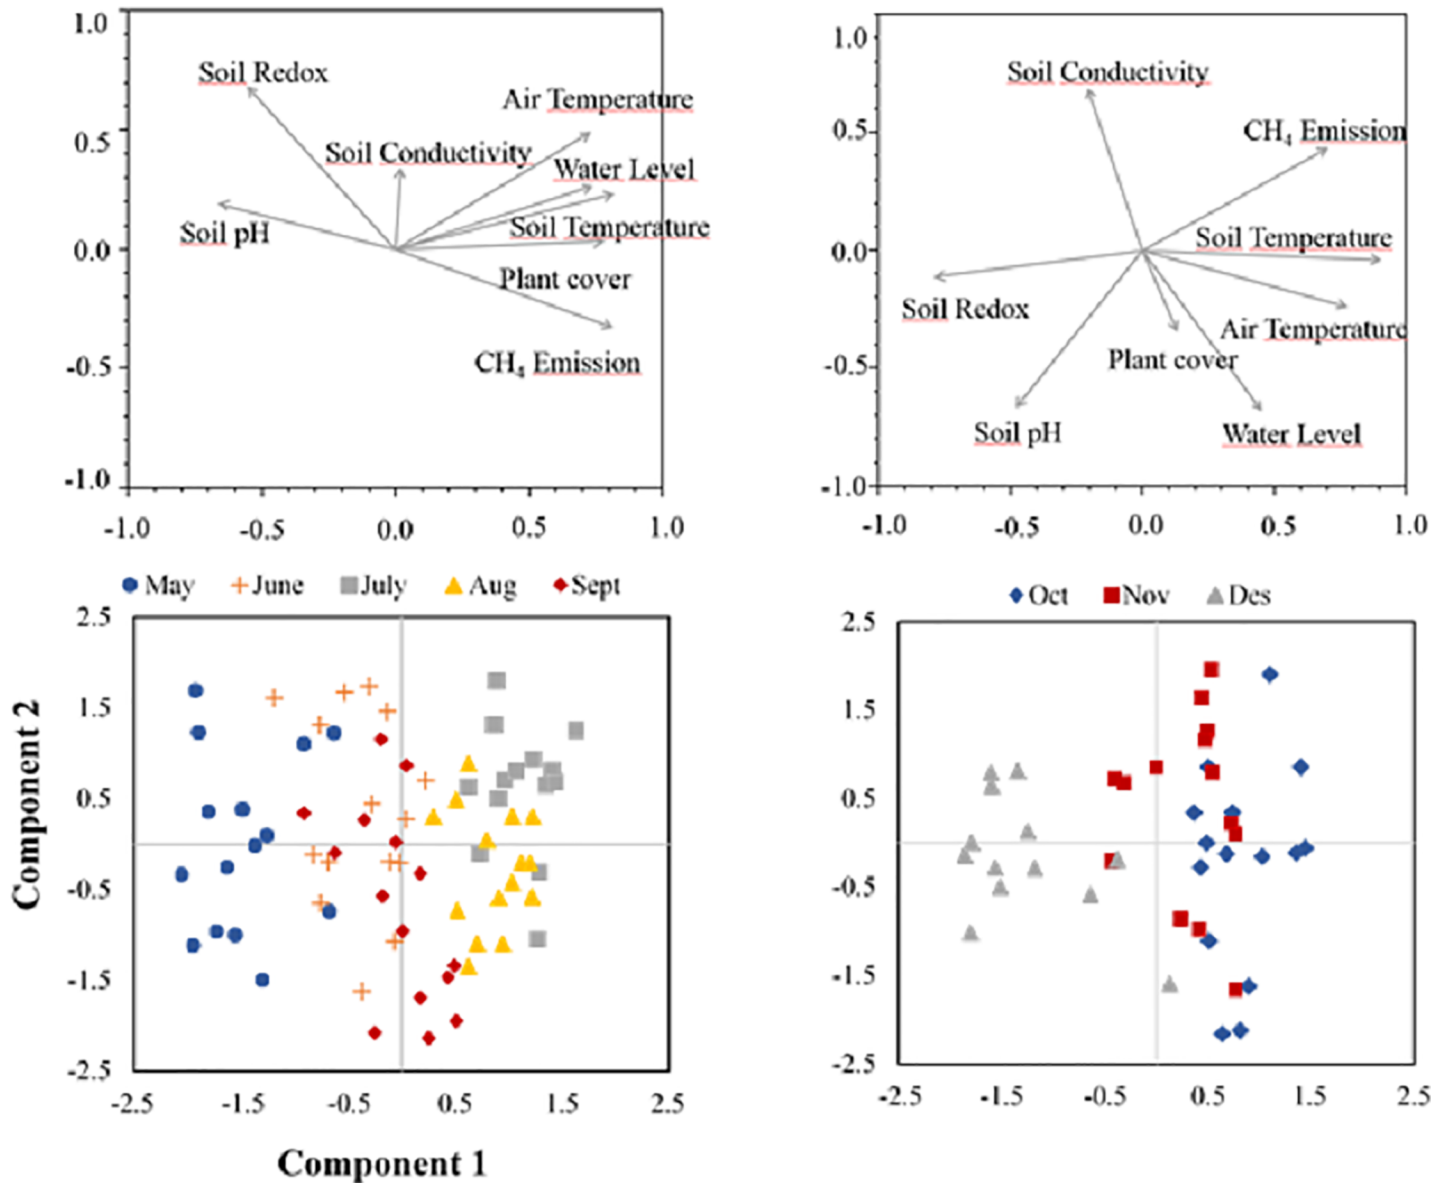 1.0
Soil Redox
Air Temperature
0.5
Soil Conductivity
Water Level
Soil pH
Soil Temperature
0.0
Plant cover
-0.5
CH₄ Emission
-1.0
-1.0 -0.5 0.0 0.5 1.0
1.0
Soil Conductivity
0.5
CH₄ Emission
0.0
Soil Temperature
Soil Redox
Air Temperature
-0.5
Plant cover
Soil pH
Water Level
-1.0
-1.0 -0.5 0.0 0.5 1.0
May June July Aug Sept
2.5
1.5
0.5
-0.5
-1.5
-2.5
-2.5 -1.5 -0.5 0.5 1.5 2.5
Component 2
Component 1
Oct Nov Des
2.5
1.5
0.5
-0.5
-1.5
-2.5
-2.5 -1.5 -0.5 0.5 1.5 2.5